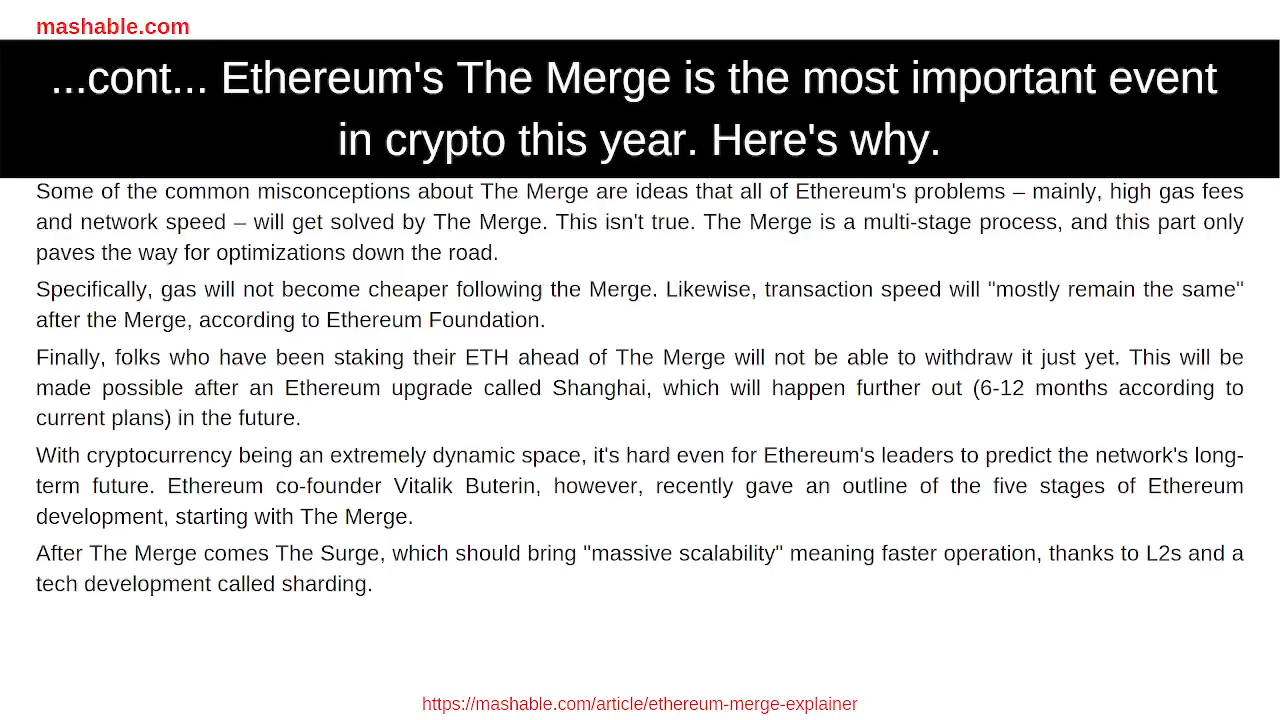 mashable.com
...cont... Ethereum's The Merge is the most important event
in crypto this year. Here's why.
Some of the common misconceptions about The Merge are ideas that all of Ethereum's problems – mainly, high gas fees
and network speed – will get solved by The Merge. This isn't true. The Merge is a multi-stage process, and this part only
paves the way for optimizations down the road.
Specifically, gas will not become cheaper following the Merge. Likewise, transaction speed will "mostly remain the same"
after the Merge, according to Ethereum Foundation.
Finally, folks who have been staking their ETH ahead of The Merge will not be able to withdraw it just yet. This will be
made possible after an Ethereum upgrade called Shanghai, which will happen further out (6-12 months according to
current plans) in the future.
With cryptocurrency being an extremely dynamic space, it's hard even for Ethereum's leaders to predict the network's long-
term future. Ethereum co-founder Vitalik Buterin, however, recently gave an outline of the five stages of Ethereum
development, starting with The Merge.
After The Merge comes The Surge, which should bring "massive scalability" meaning faster operation, thanks to L2s and a
tech development called sharding.
https://mashable.com/article/ethereum-merge-explainer